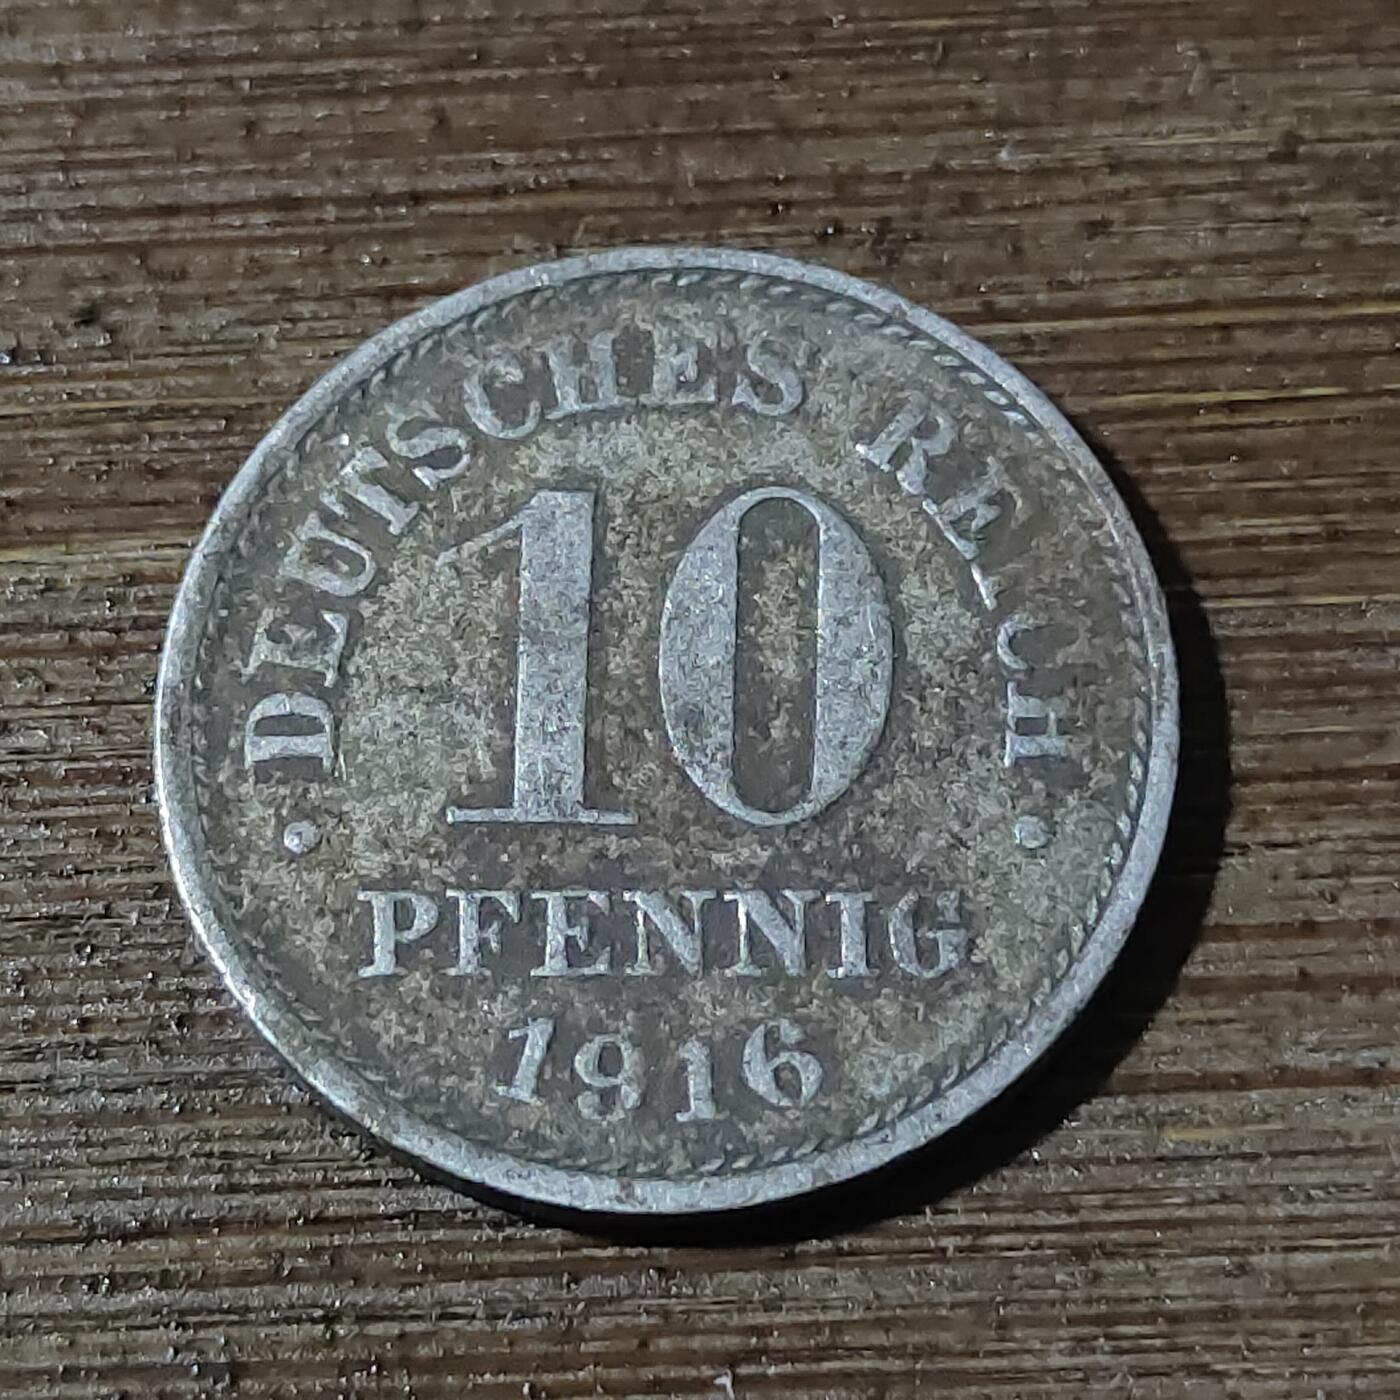 · DEUTSCHES REICH ·
10
PFENNIG
1916